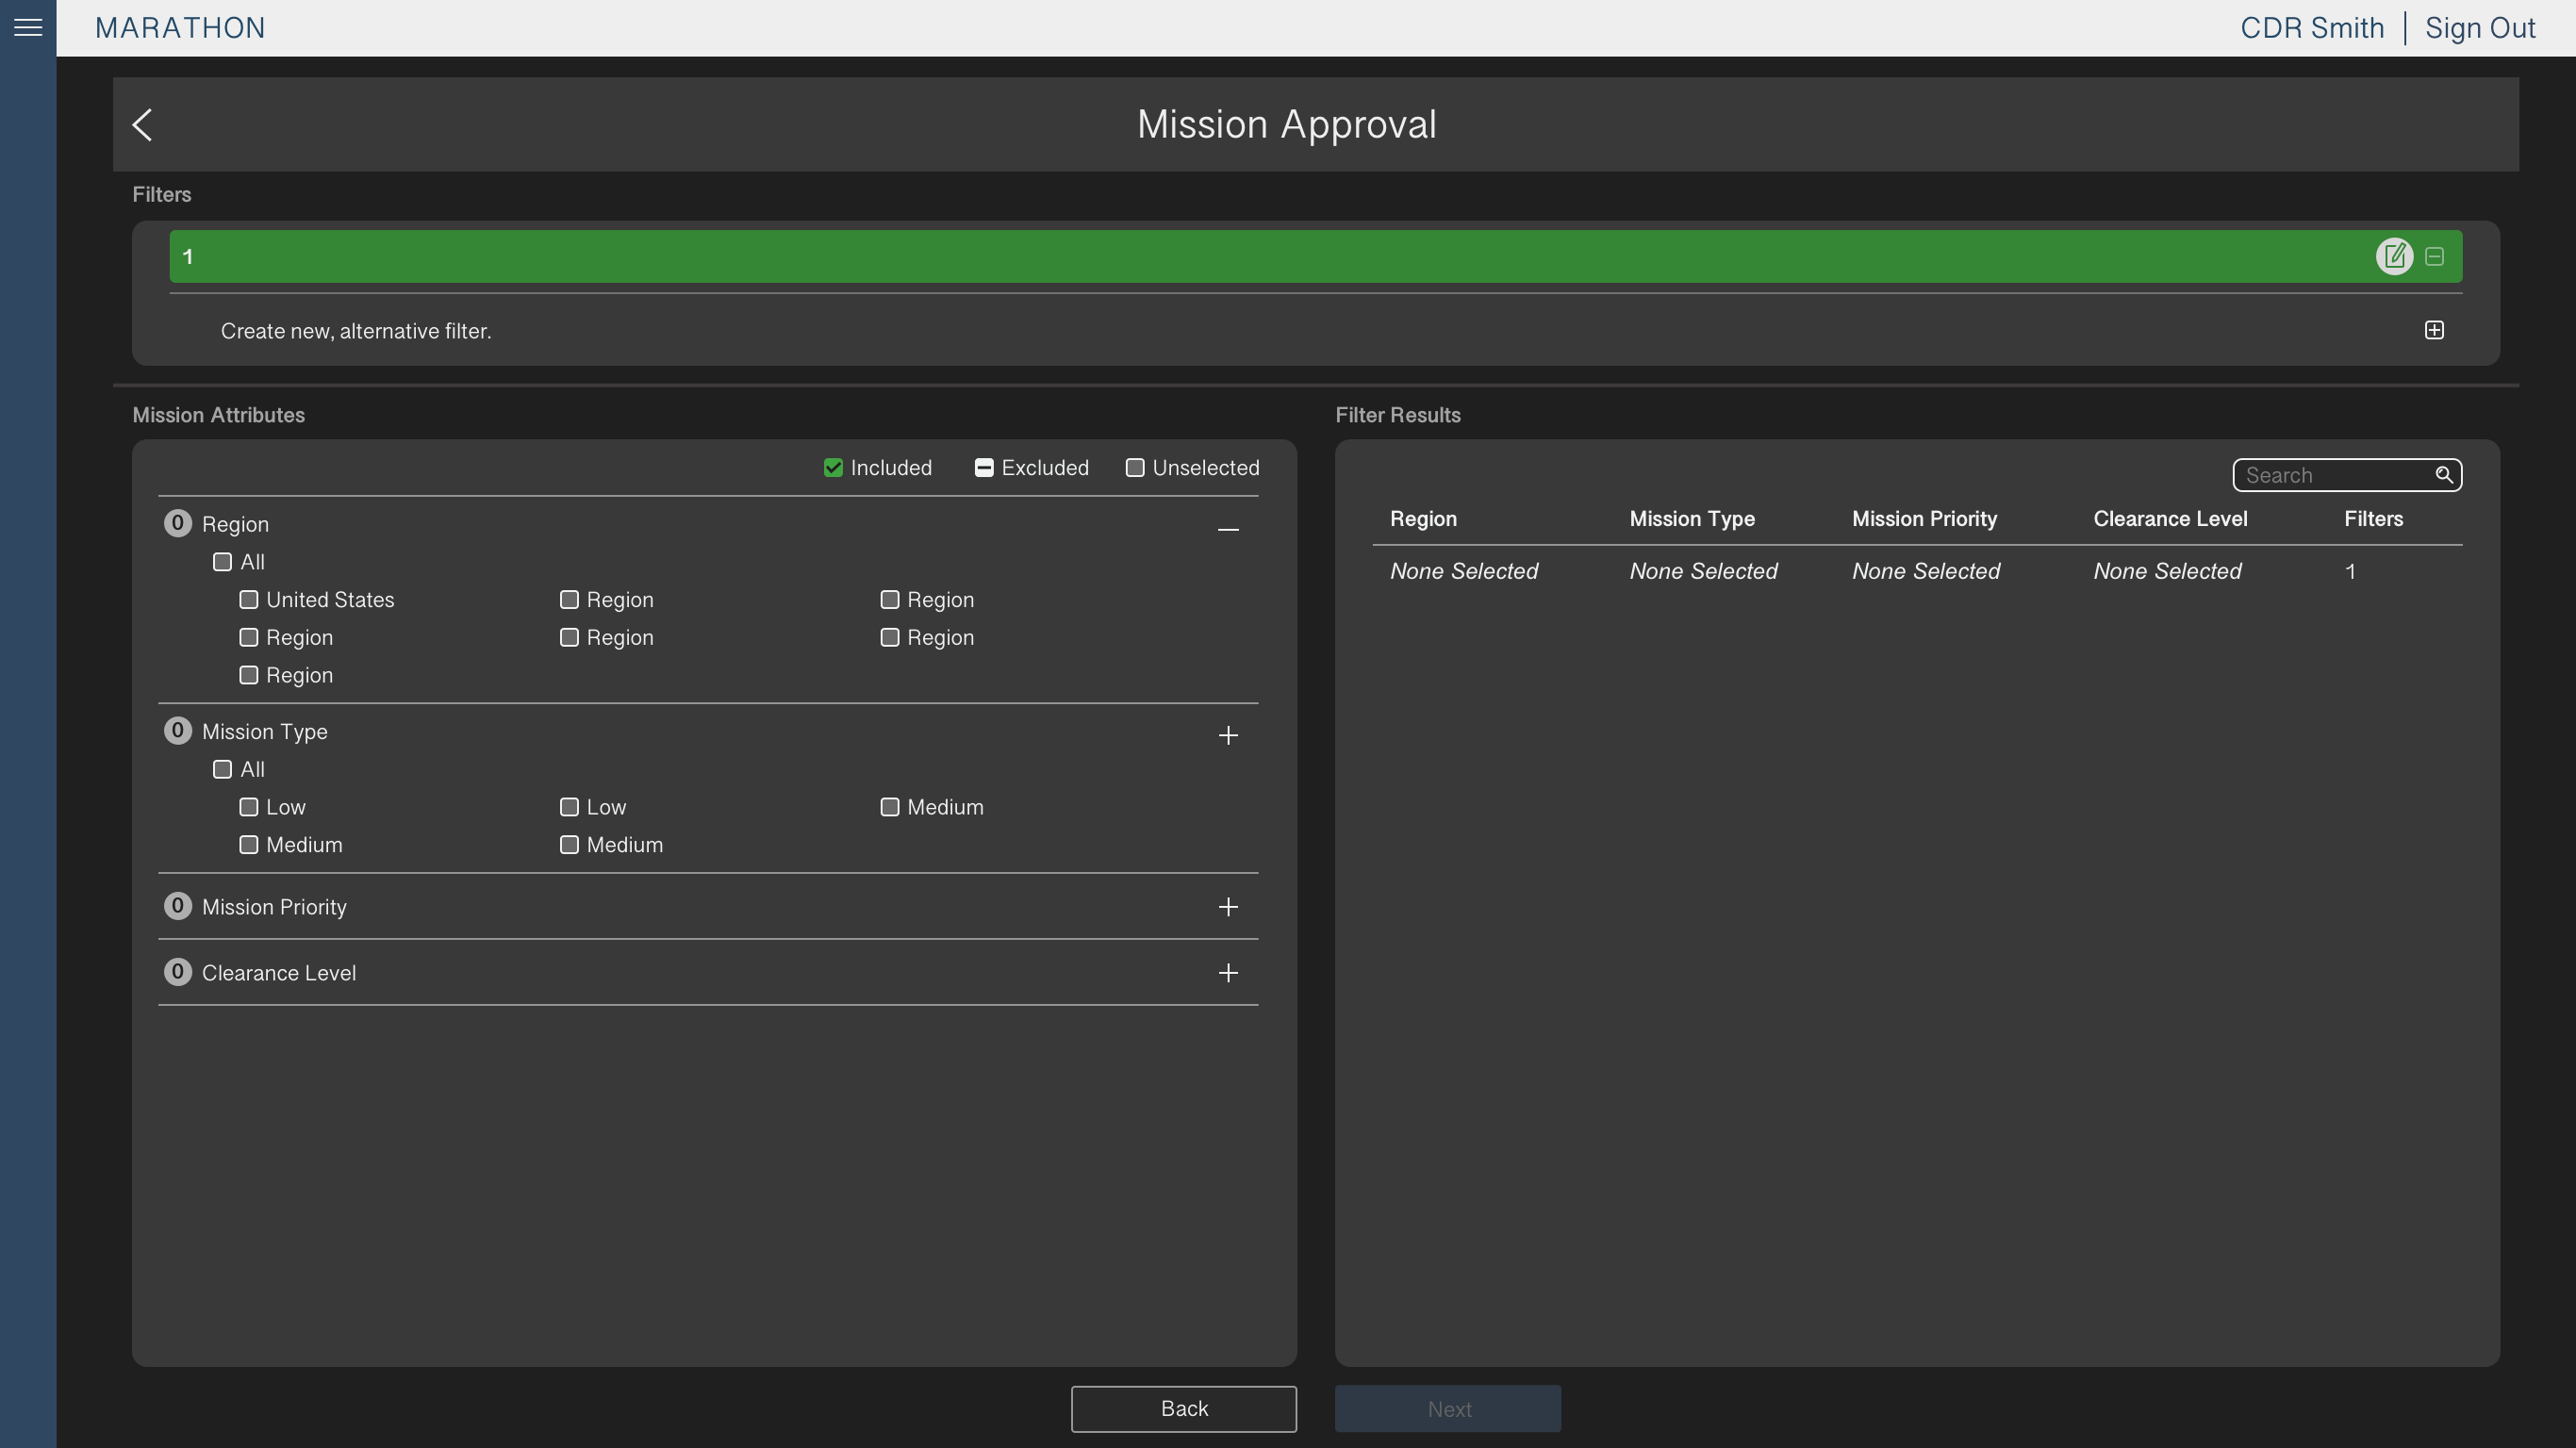 MARATHON
CDR Smith | Sign Out
Mission Approval
Filters
1
Create new, alternative filter.
Mission Attributes
Included Excluded Unselected
0 Region
All
United States Region Region
Region Region Region
Region
0 Mission Type
All
Low Low Medium
Medium Medium
0 Mission Priority
0 Clearance Level
Filter Results
Search
Region Mission Type Mission Priority Clearance Level Filters
None Selected None Selected None Selected None Selected 1
Back
Next